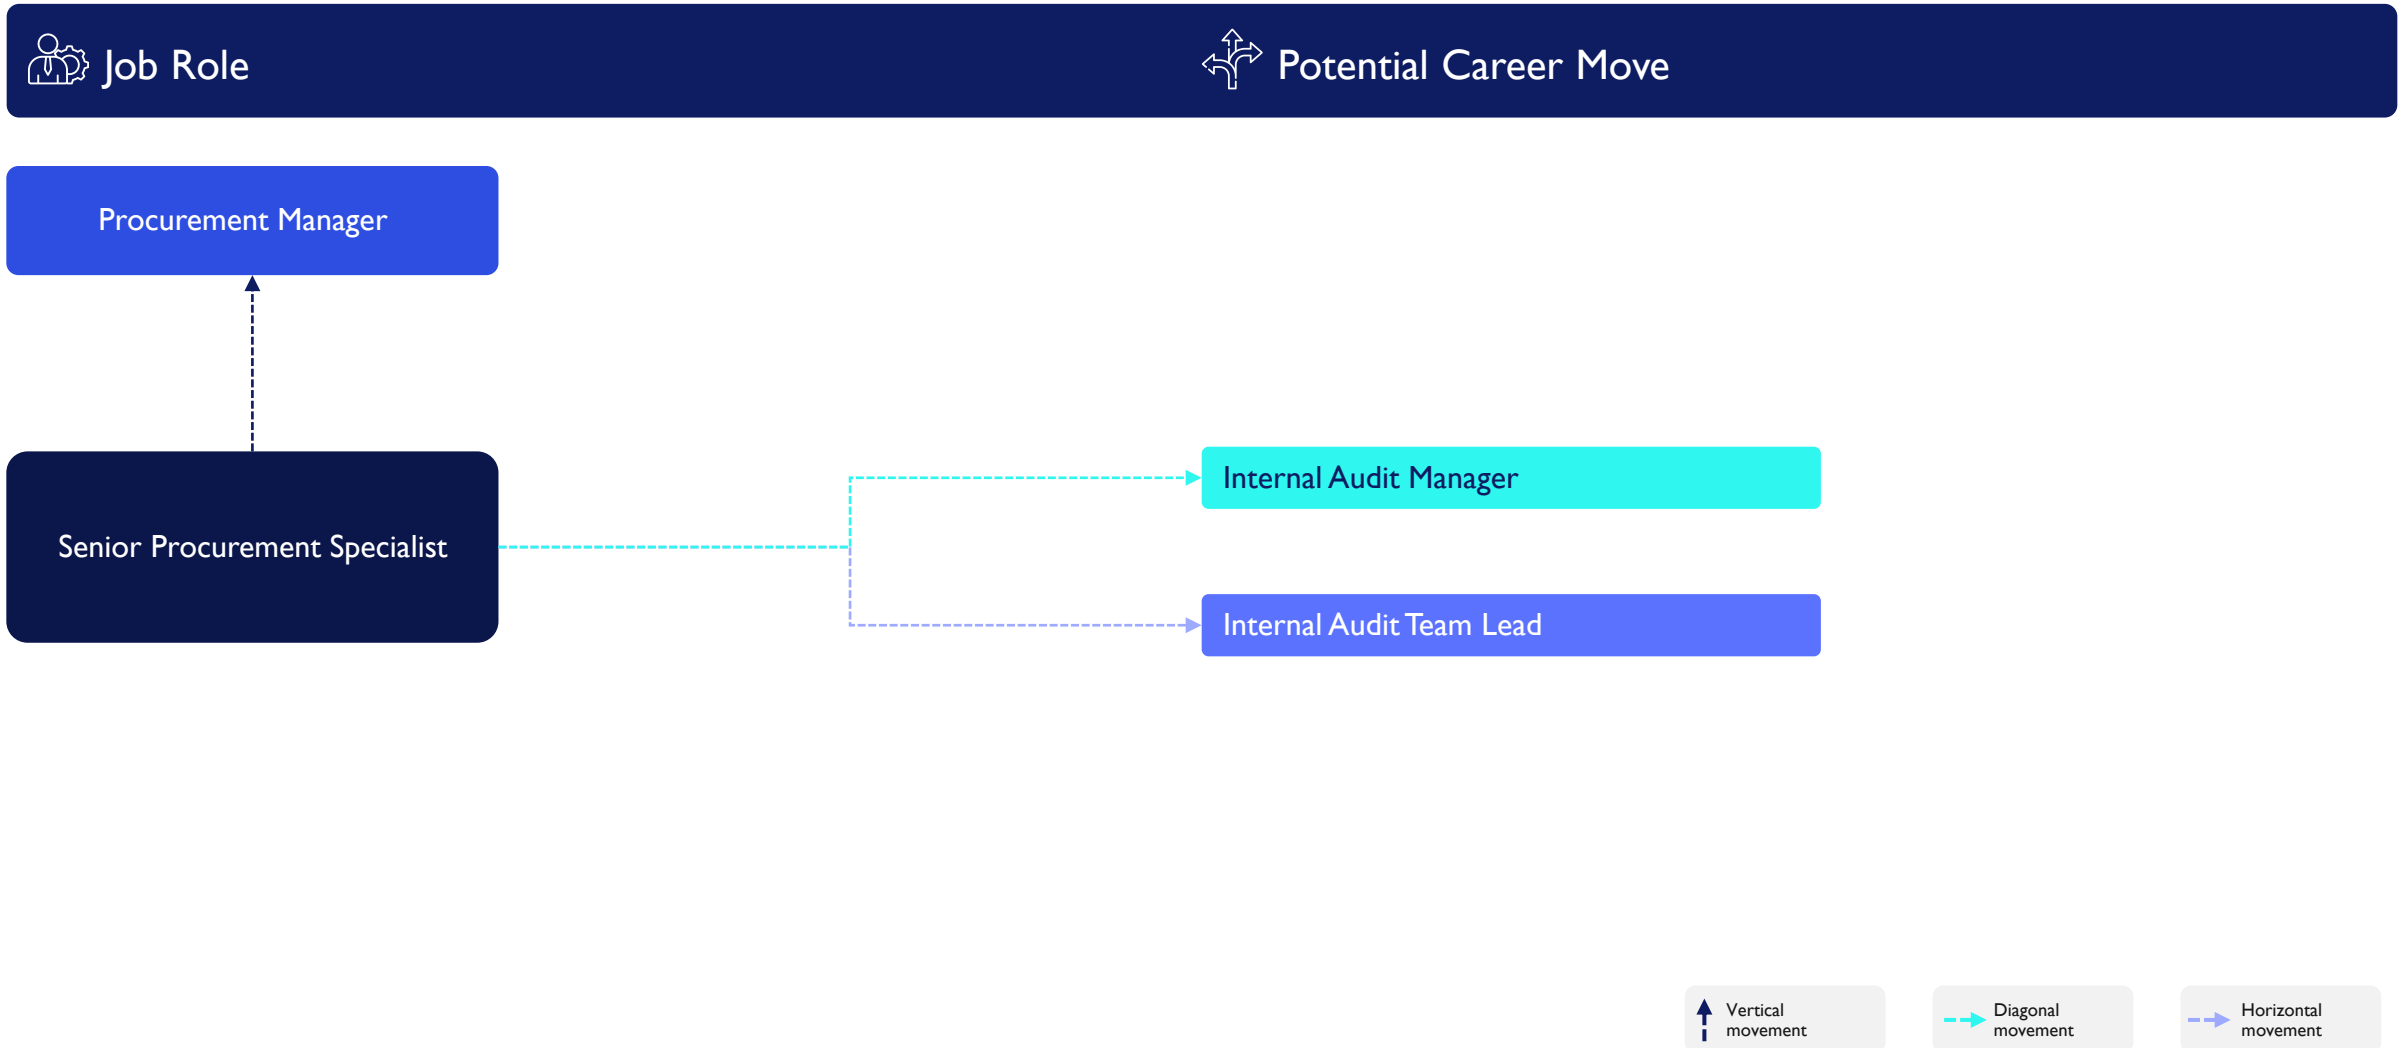 Job Role
Potential Career Move
Procurement Manager
Senior Procurement Specialist
Internal Audit Manager
Internal Audit Team Lead
Vertical
movement
Diagonal
movement
Horizontal
movement